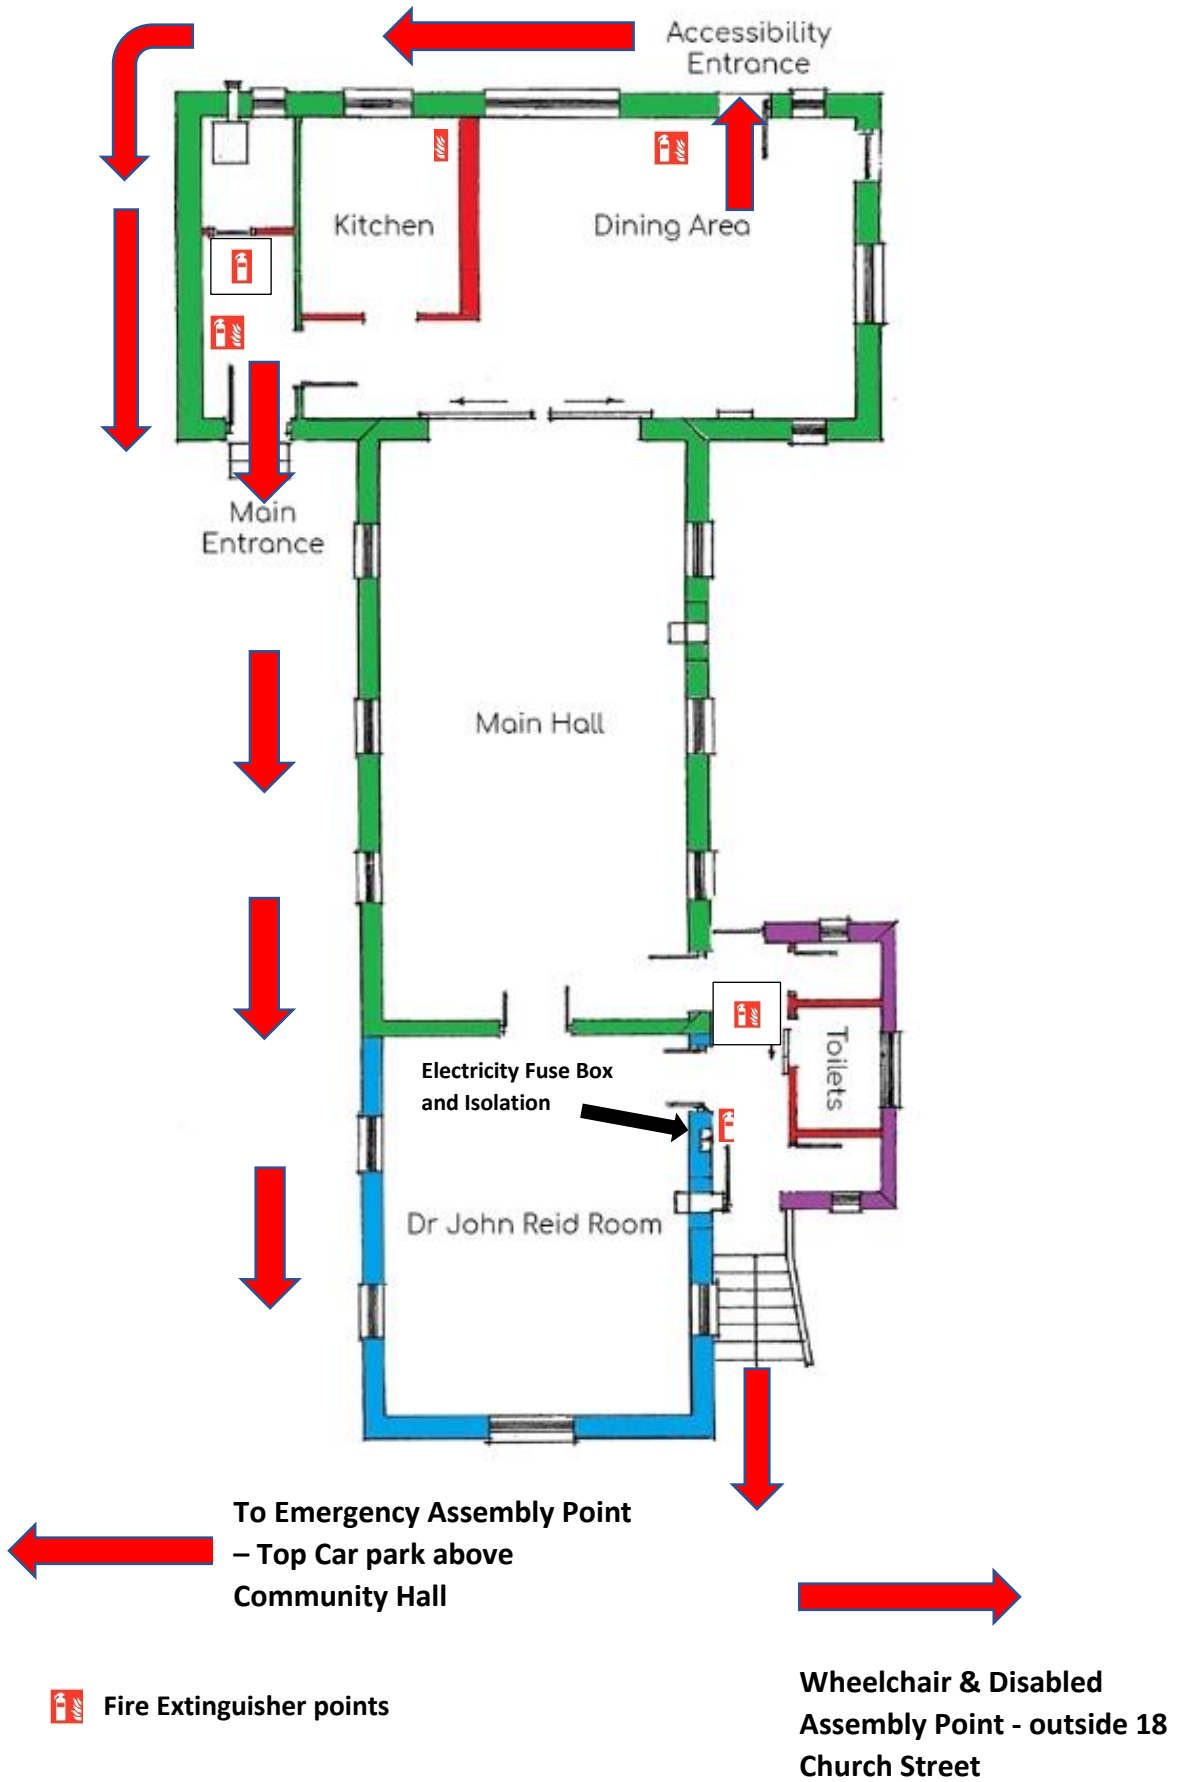 Accessibility
Entrance
Kitchen
Dining Area
Main
Entrance
Main Hall
Toilets
Electricity Fuse Box
and Isolation
Dr John Reid Room
To Emergency Assembly Point
– Top Car park above
Community Hall
Fire Extinguisher points
Wheelchair & Disabled
Assembly Point - outside 18
Church Street